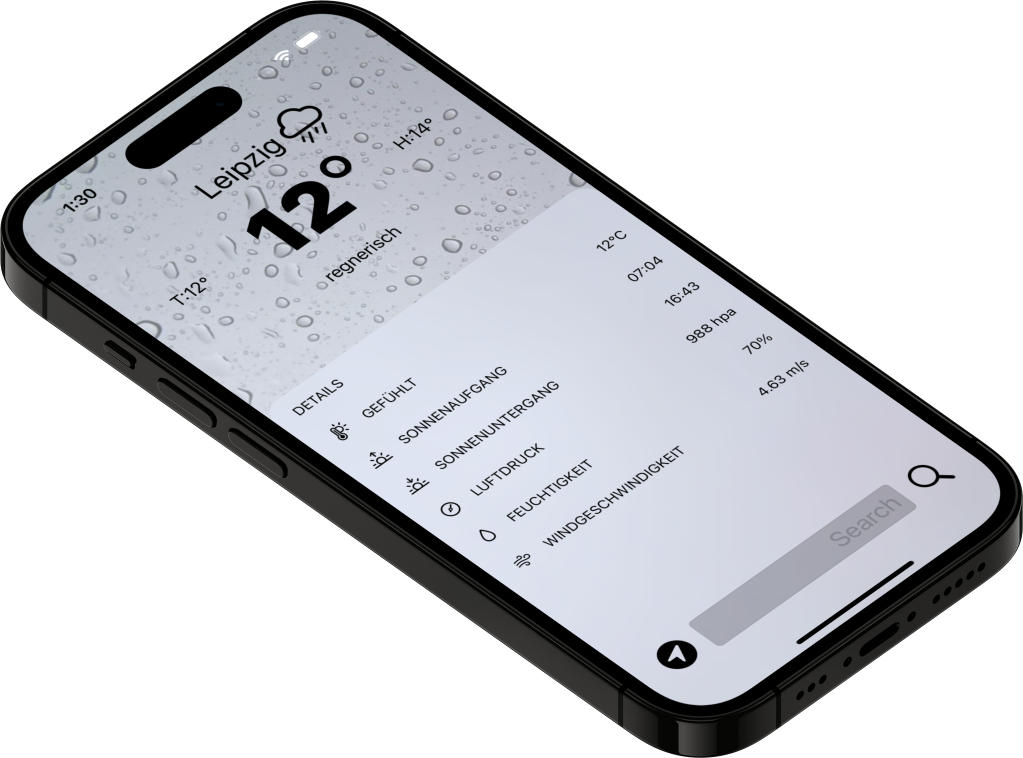 1:30
Leipzig
12°
regnerisch
T:12° H:14°
DETAILS
GEFÜHLT 12°C
SONNENAUFGANG 07:04
SONNENUNTERGANG 16:43
LUFTDRUCK 988 hpa
FEUCHTIGKEIT 70%
WINDGESCHWINDIGKEIT 4.63 m/s
Search